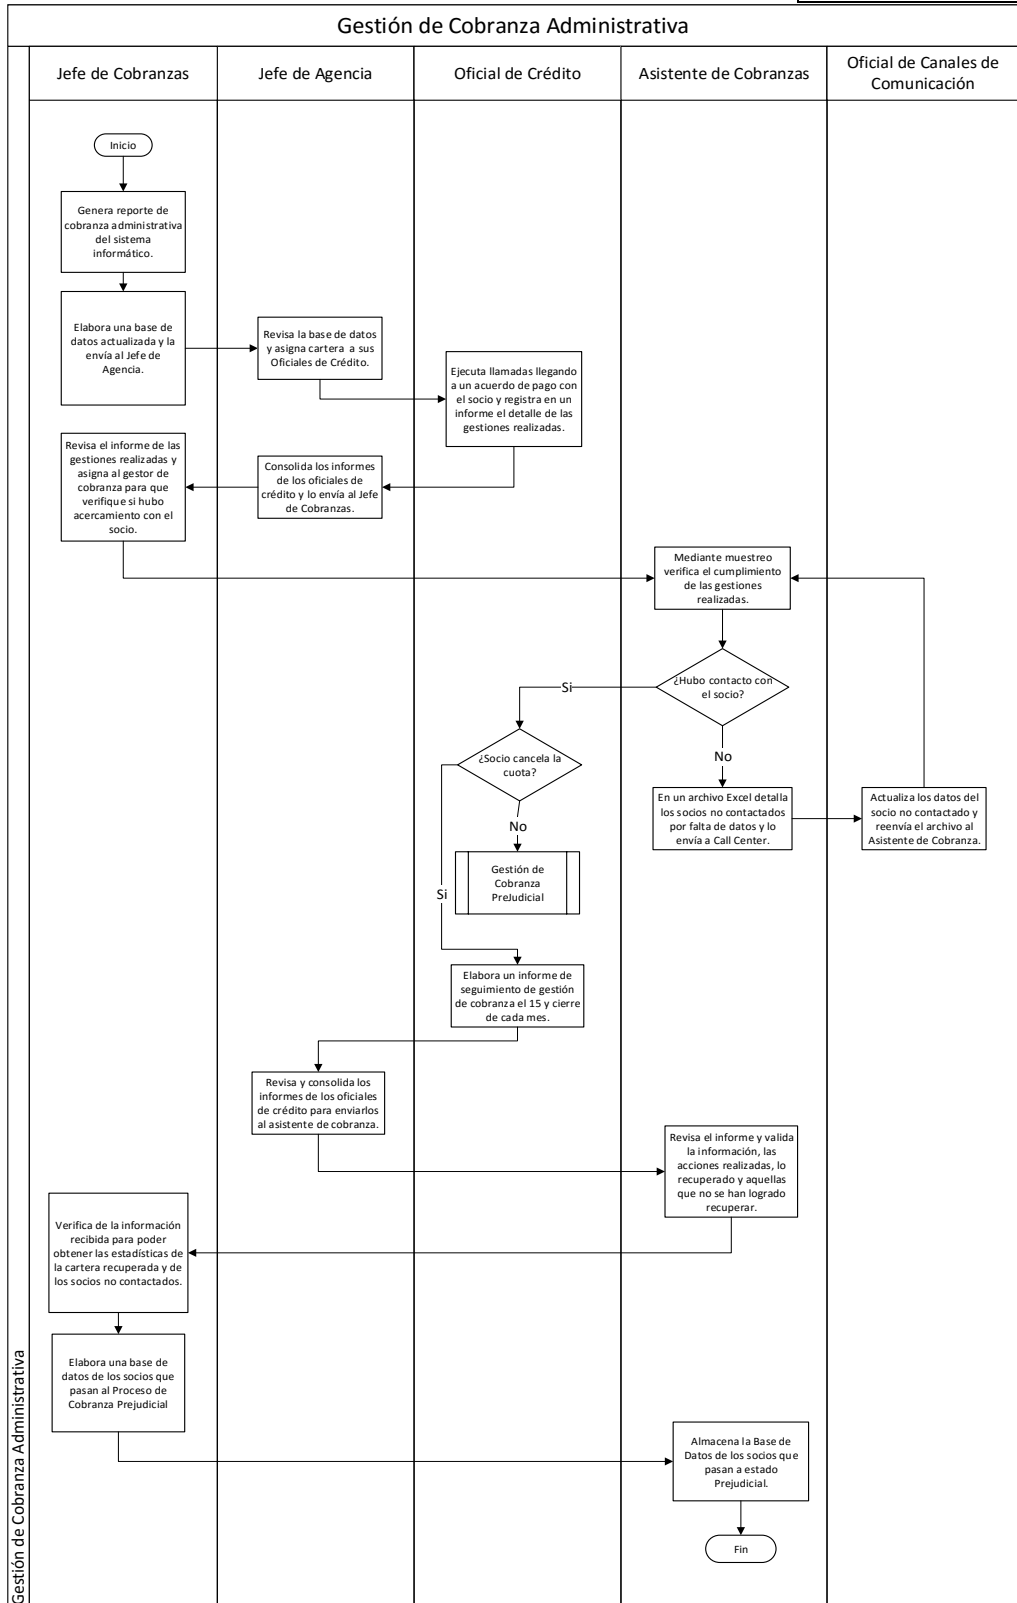 Gestión de Cobranza Administrativa
Jefe de Cobranzas
Jefe de Agencia
Oficial de Crédito
Asistente de Cobranzas
Oficial de Canales de
Comunicación
Inicio
Genera reporte de
cobranza administrativa
del sistema
informático.
Elabora una base de
datos actualizada y la
envía al Jefe de
Agencia.
Revisa la base de datos
y asigna cartera a sus
Oficiales de Crédito.
Ejecuta llamadas llegando
a un acuerdo de pago con
el socio y registra en un
informe el detalle de las
gestiones realizadas.
Consolida los informes
de los oficiales de
crédito y lo envía al Jefe
de Cobranzas.
Revisa el informe de las
gestiones realizadas y
asigna al gestor de
cobranza para que
verifique si hubo
acercamiento con el
socio.
Mediante muestreo
verifica el cumplimiento
de las gestiones
realizadas.
¿Hubo contacto con
el socio?
Si
No
¿Socio cancela la
cuota?
No
Si
Gestión de
Cobranza
PreJudicial
En un archivo Excel detalla
los socios no contactados
por falta de datos y lo
envía a Call Center.
Actualiza los datos del
socio no contactado y
reenvía el archivo al
Asistente de Cobranza.
Elabora un informe de
seguimiento de gestión
de cobranza el 15 y cierre
de cada mes.
Revisa y consolida los
informes de los oficiales
de crédito para enviarlos
al asistente de cobranza.
Revisa el informe y valida
la información, las
acciones realizadas, lo
recuperado y aquellas
que no se han logrado
recuperar.
Verifica de la información
recibida para poder
obtener las estadísticas de
la cartera recuperada y de
los socios no contactados.
Elabora una base de
datos de los socios que
pasan al Proceso de
Cobranza Prejudicial
Almacena la Base de
Datos de los socios que
pasan a estado
Prejudicial.
Fin
Gestión de Cobranza Administrativa